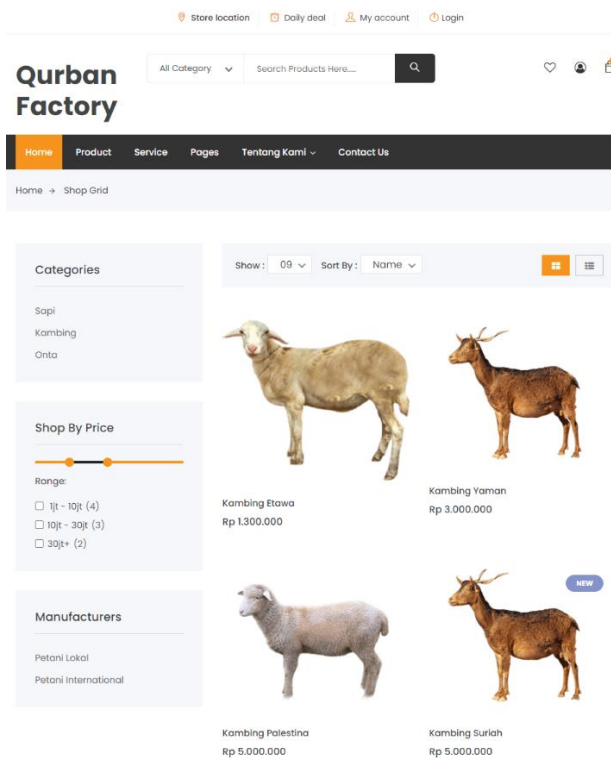 Store location Daily deal My account Login
Qurban
Factory
All Category Search Products Here.....
Home Product Service Pages Tentang Kami Contact Us
Home → Shop Grid
Categories
Sapi
Kambing
Onta
Shop By Price
Range:
1jt - 10jt (4)
10jt - 30jt (3)
30jt+ (2)
Manufacturers
Petani Lokal
Petani International
Show : 09 Sort By : Name
Kambing Etawa
Rp 1.300.000
Kambing Yaman
Rp 3.000.000
Kambing Palestina
Rp 5.000.000
NEW
Kambing Suriah
Rp 5.000.000